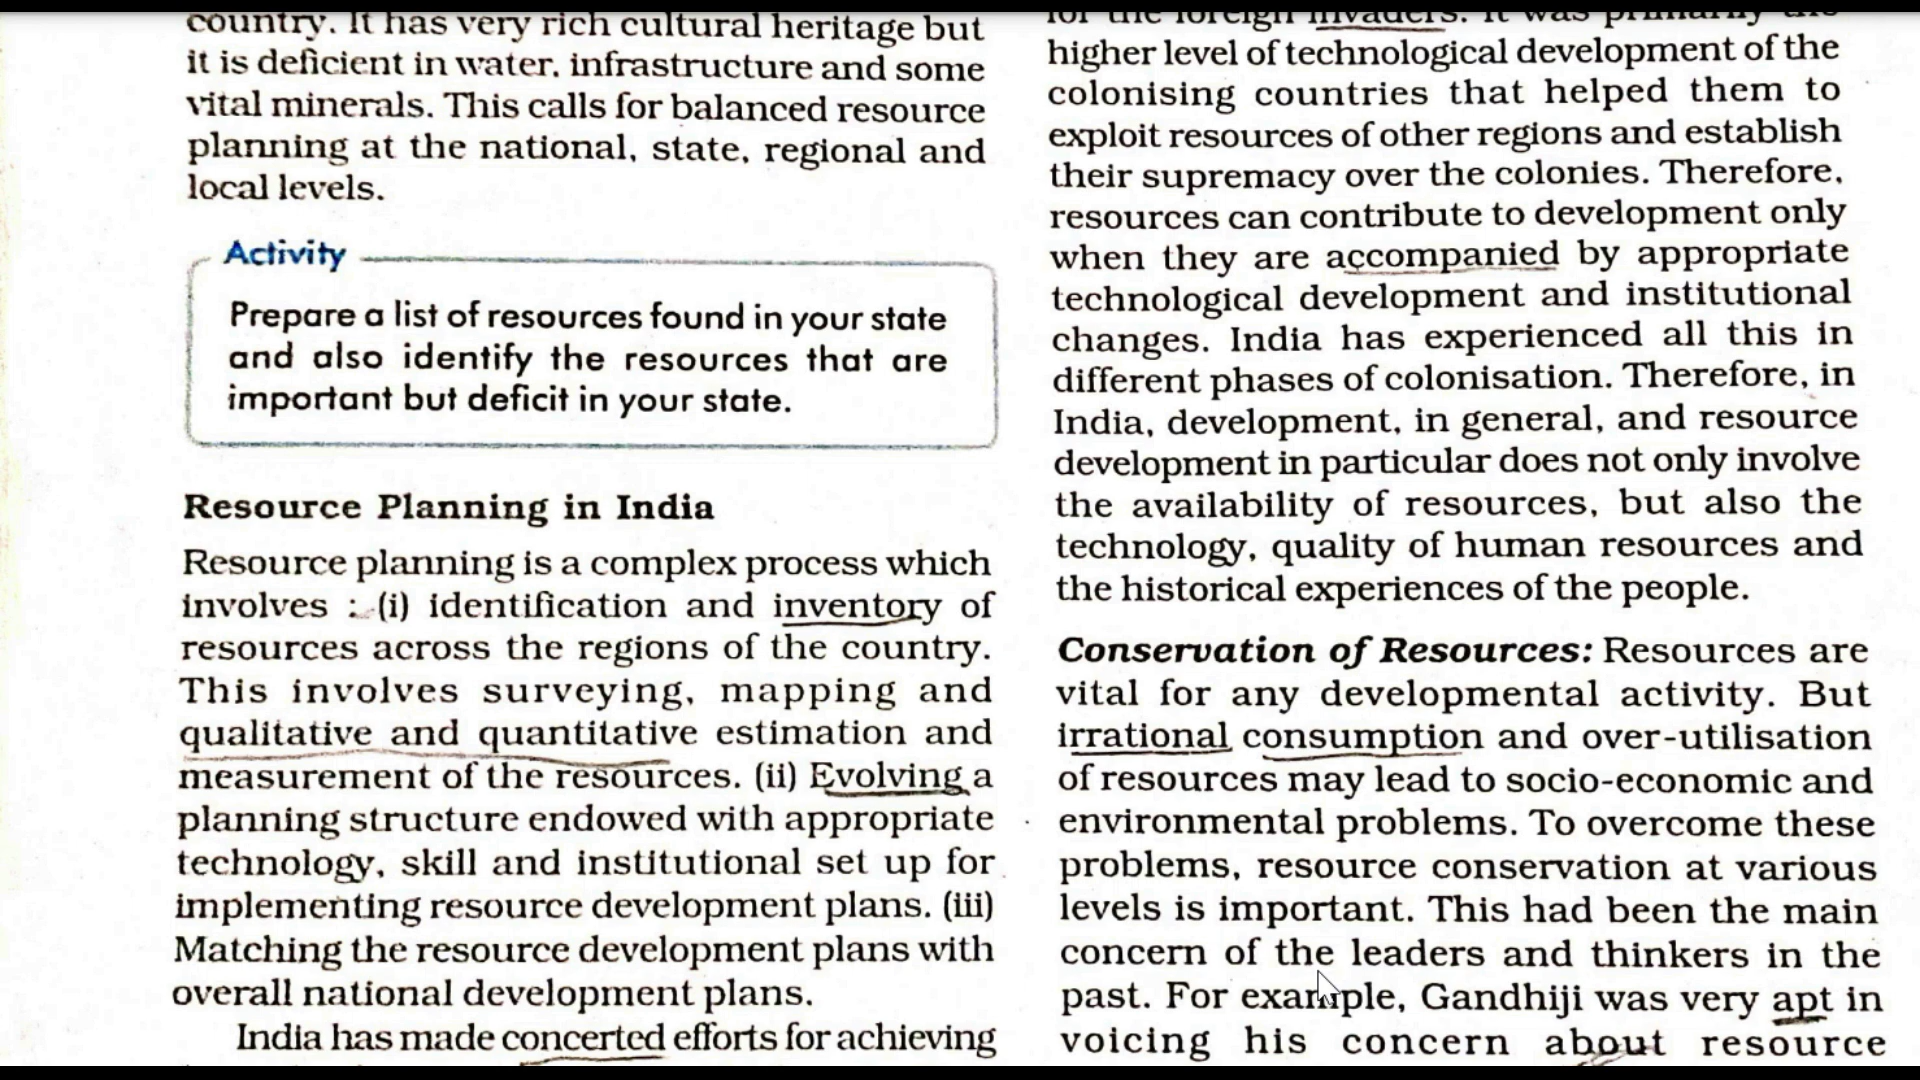 country. It has very rich cultural heritage but
it is deficient in water, infrastructure and some
vital minerals. This calls for balanced resource
planning at the national, state, regional and
local levels.
Activity
Prepare a list of resources found in your state
and also identify the resources that are
important but deficit in your state.
Resource Planning in India
Resource planning is a complex process which
involves : (i) identification and inventory of
resources across the regions of the country.
This involves surveying, mapping and
qualitative and quantitative estimation and
measurement of the resources. (ii) Evolving a
planning structure endowed with appropriate
technology, skill and institutional set up for
implementing resource development plans. (iii)
Matching the resource development plans with
overall national development plans.
India has made concerted efforts for achieving
for the foreign invaders. It was primarily the
higher level of technological development of the
colonising countries that helped them to
exploit resources of other regions and establish
their supremacy over the colonies. Therefore,
resources can contribute to development only
when they are accompanied by appropriate
technological development and institutional
changes. India has experienced all this in
different phases of colonisation. Therefore, in
India, development, in general, and resource
development in particular does not only involve
the availability of resources, but also the
technology, quality of human resources and
the historical experiences of the people.
Conservation of Resources: Resources are
vital for any developmental activity. But
irrational consumption and over-utilisation
of resources may lead to socio-economic and
environmental problems. To overcome these
problems, resource conservation at various
levels is important. This had been the main
concern of the leaders and thinkers in the
past. For example, Gandhiji was very apt in
voicing his concern about resource